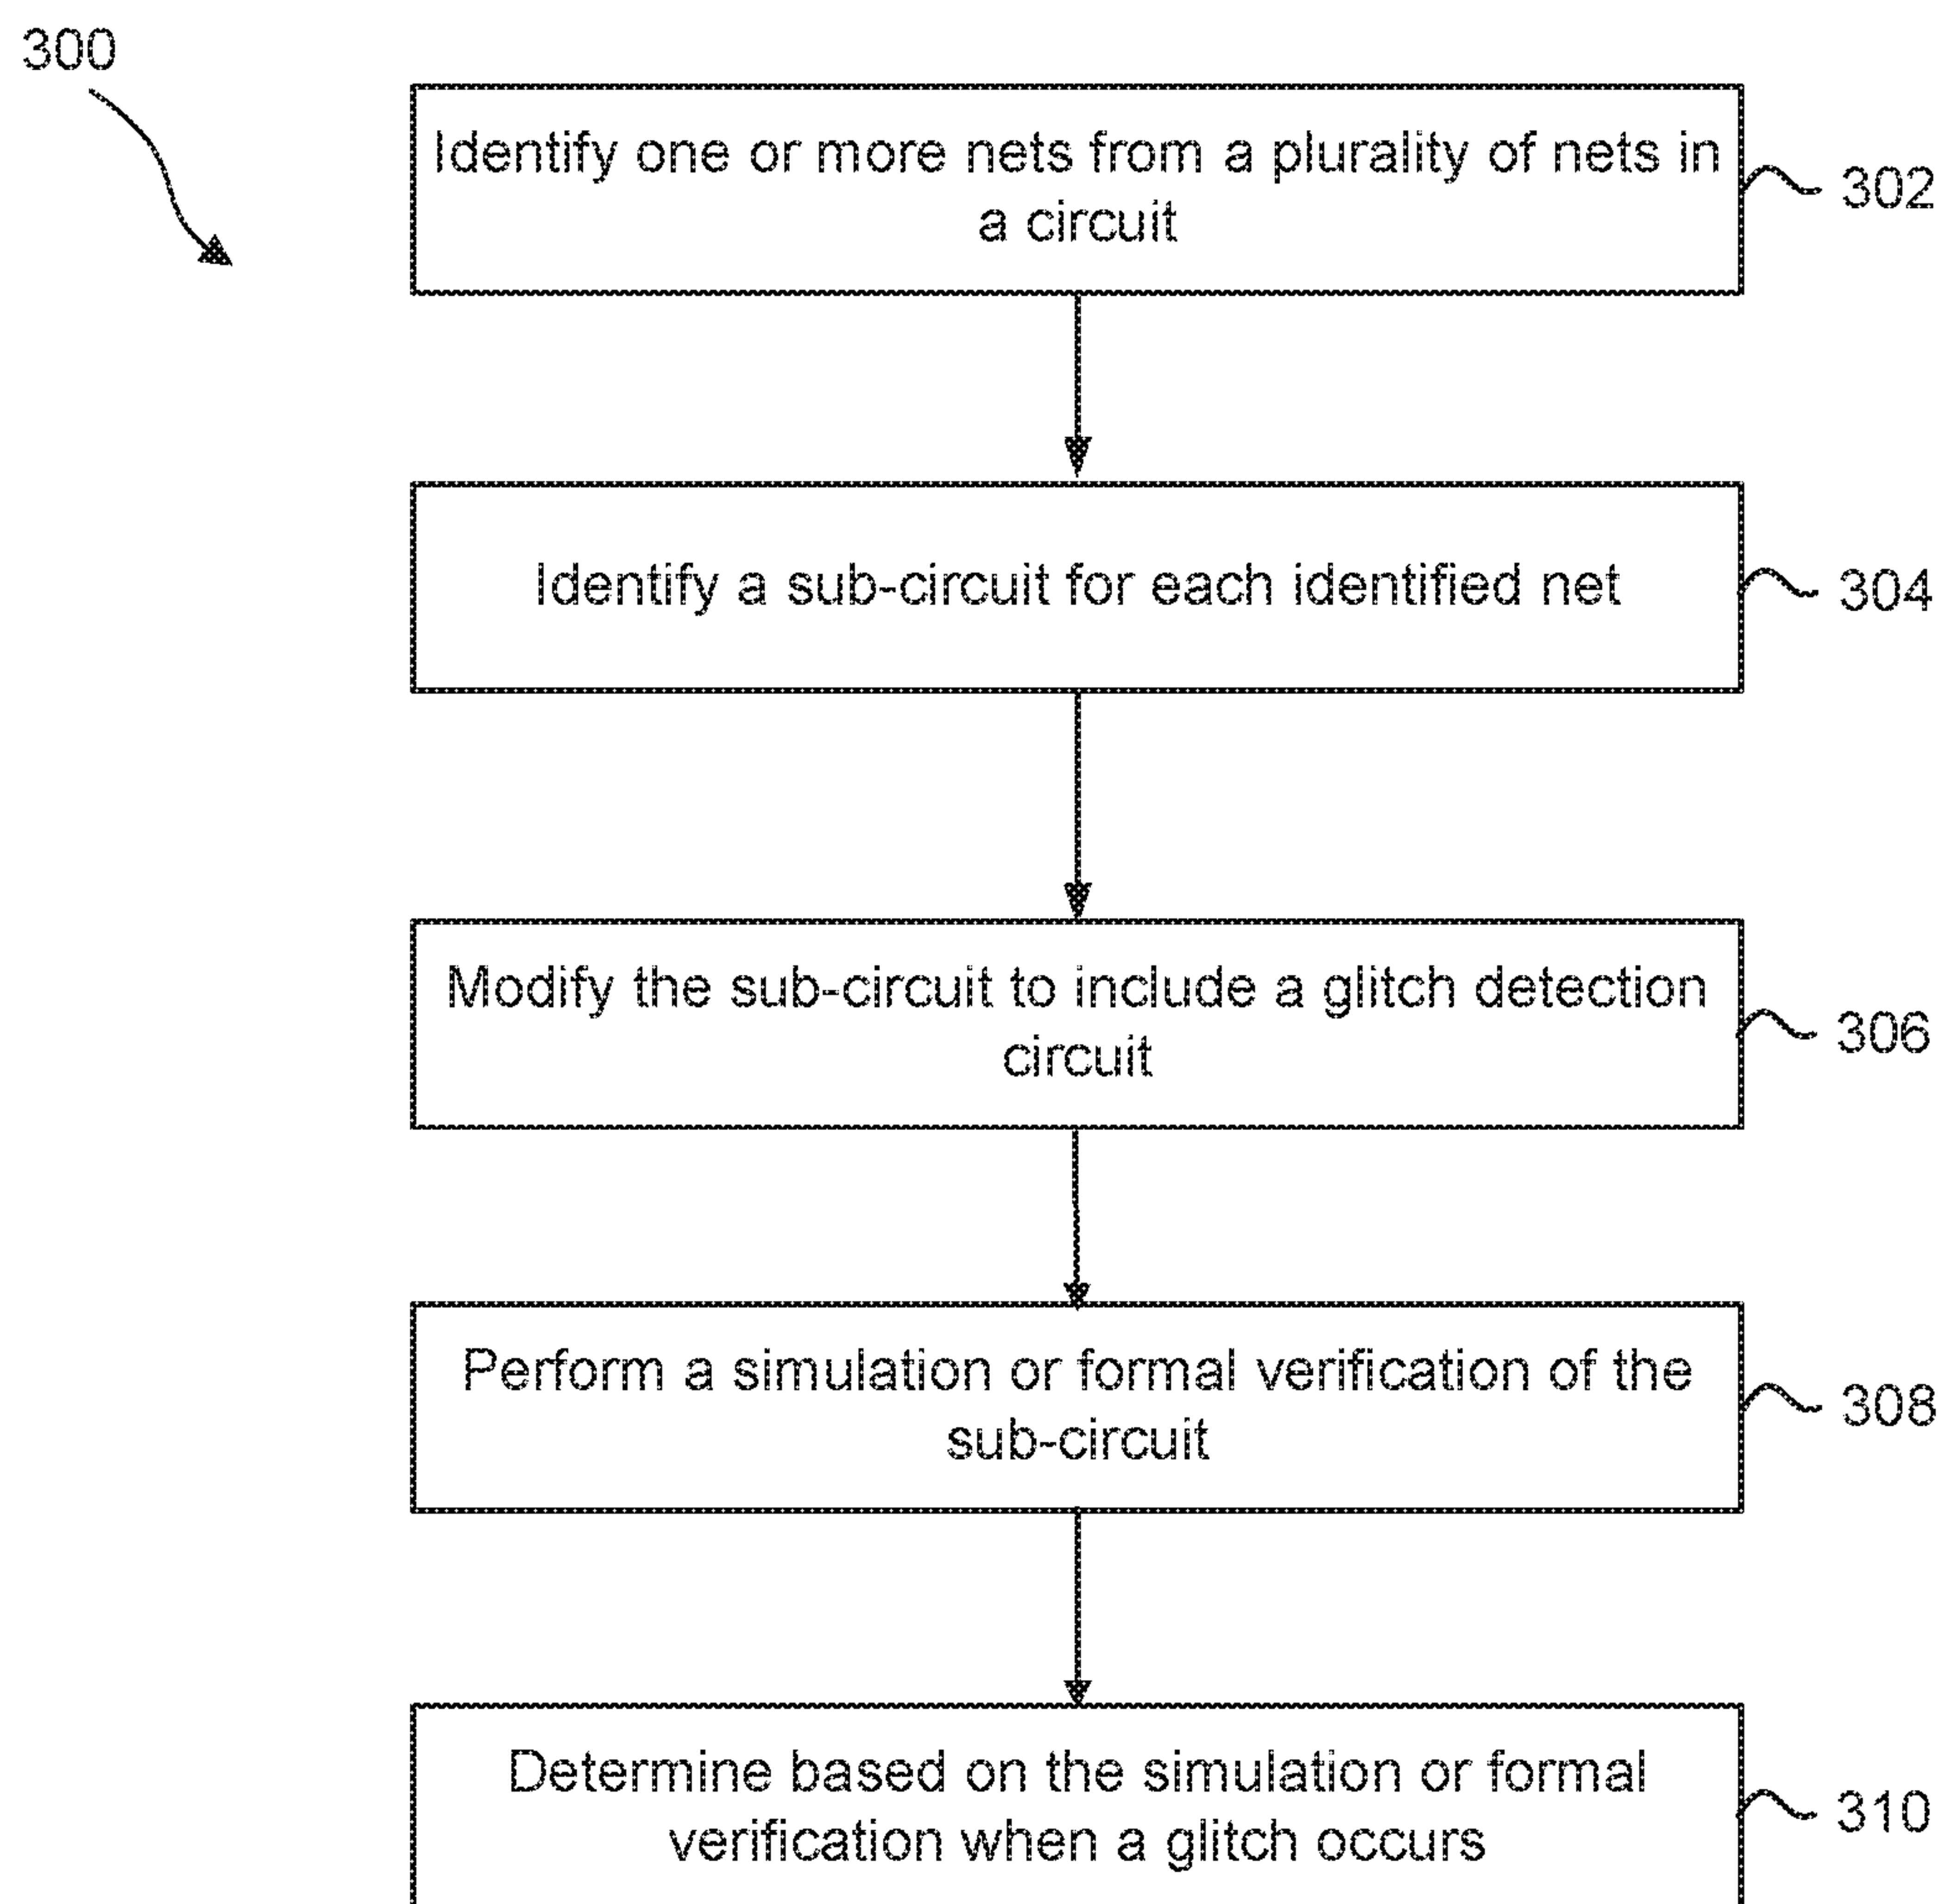 300
Identify one or more nets from a plurality of nets in
a circuit
302
Identify a sub-circuit for each identified net
304
Modify the sub-circuit to include a glitch detection
circuit
306
Perform a simulation or formal verification of the
sub-circuit
308
Determine based on the simulation or formal
verification when a glitch occurs
310